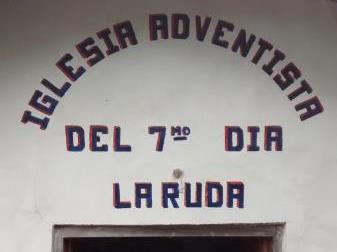 IGLESIA ADVENTISTA
DEL 7MO DIA
LA RUDA